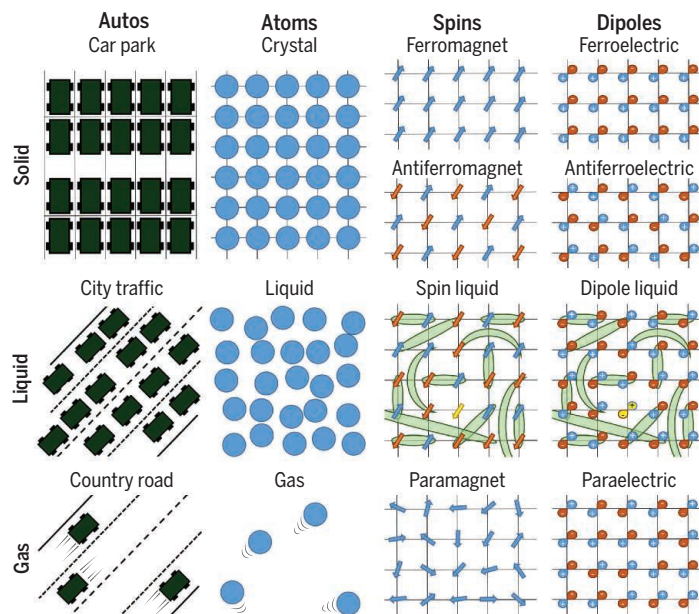 Autos
Atoms
Spins
Dipoles
Car park
Crystal
Ferromagnet
Ferroelectric
Solid
Antiferromagnet
Antiferroelectric
City traffic
Liquid
Spin liquid
Dipole liquid
Liquid
Country road
Gas
Paramagnet
Paraelectric
Gas